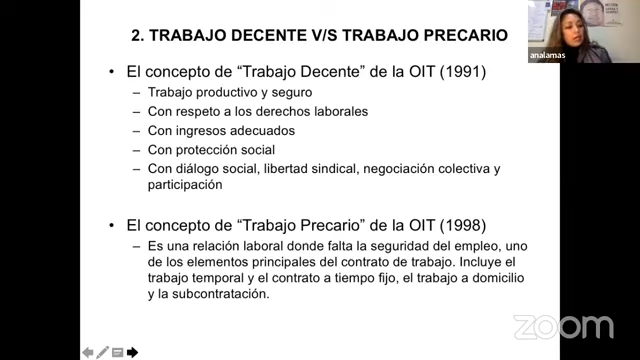 2. TRABAJO DECENTE V/S TRABAJO PRECARIO
analamas
• El concepto de “Trabajo Decente” de la OIT (1991)
– Trabajo productivo y seguro
– Con respeto a los derechos laborales
– Con ingresos adecuados
– Con protección social
– Con diálogo social, libertad sindical, negociación colectiva y
participación
• El concepto de “Trabajo Precario” de la OIT (1998)
– Es una relación laboral donde falta la seguridad del empleo, uno
de los elementos principales del contrato de trabajo. Incluye el
trabajo temporal y el contrato a tiempo fijo, el trabajo a domicilio
y la subcontratación.
zoom